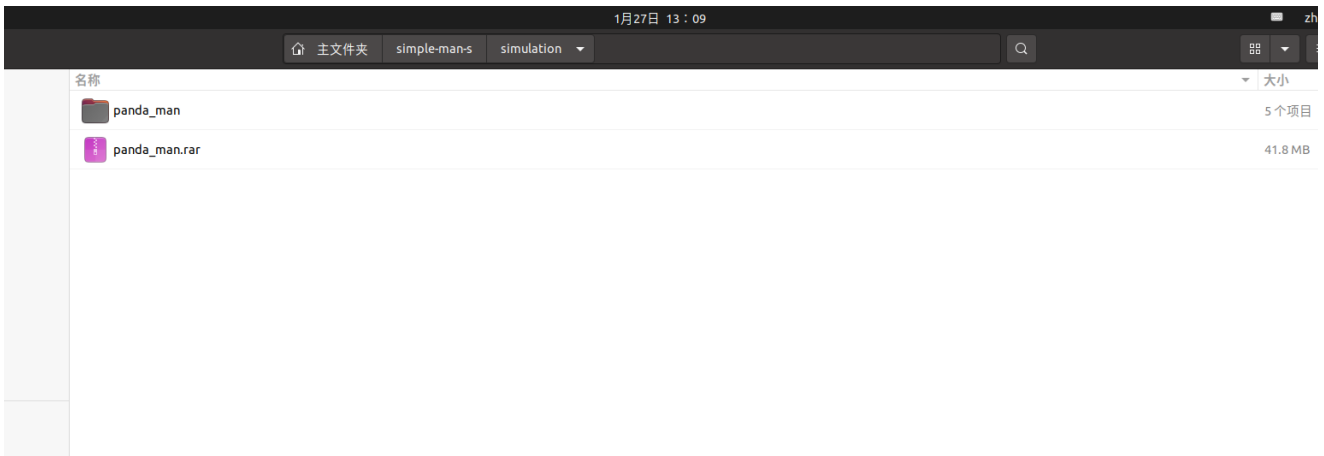 1月27日 13：09
zh
主文件夹 simple-man-s simulation
名称 大小
panda_man 5 个项目
panda_man.rar 41.8 MB